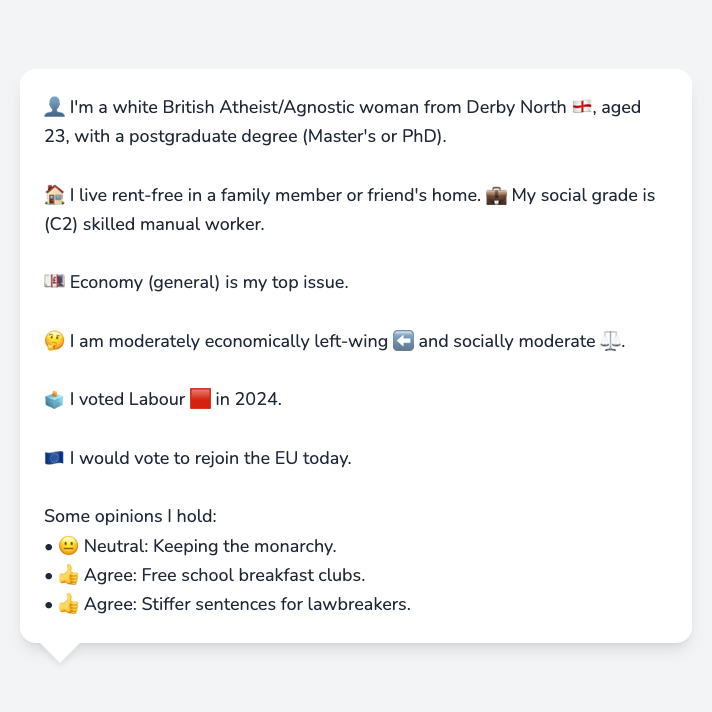 👤 I'm a white British Atheist/Agnostic woman from Derby North 🏴󠁧󠁢󠁥󠁮󠁧󠁿, aged
23, with a postgraduate degree (Master's or PhD).
🏠 I live rent-free in a family member or friend's home. 💼 My social grade is
(C2) skilled manual worker.
💷 Economy (general) is my top issue.
🤔 I am moderately economically left-wing ⬅️ and socially moderate ⚖️.
🗳️ I voted Labour 🟥 in 2024.
🇪🇺 I would vote to rejoin the EU today.
Some opinions I hold:
• 😐 Neutral: Keeping the monarchy.
• 👍 Agree: Free school breakfast clubs.
• 👍 Agree: Stiffer sentences for lawbreakers.